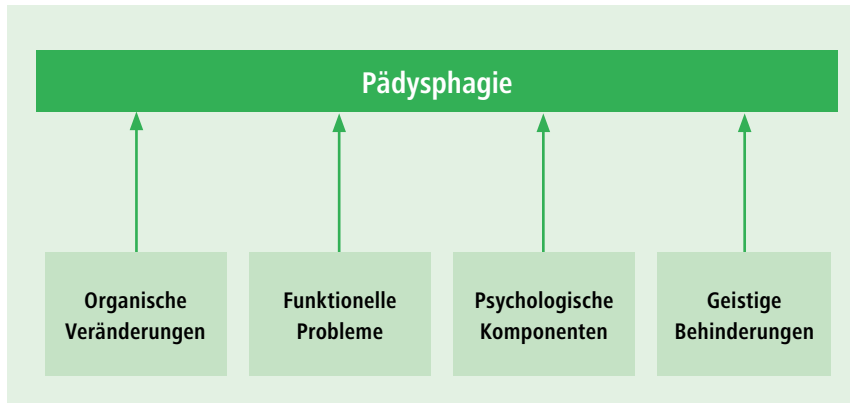 Pädysphagie
Organische
Veränderungen
Funktionelle
Probleme
Psychologische
Komponenten
Geistige
Behinderungen